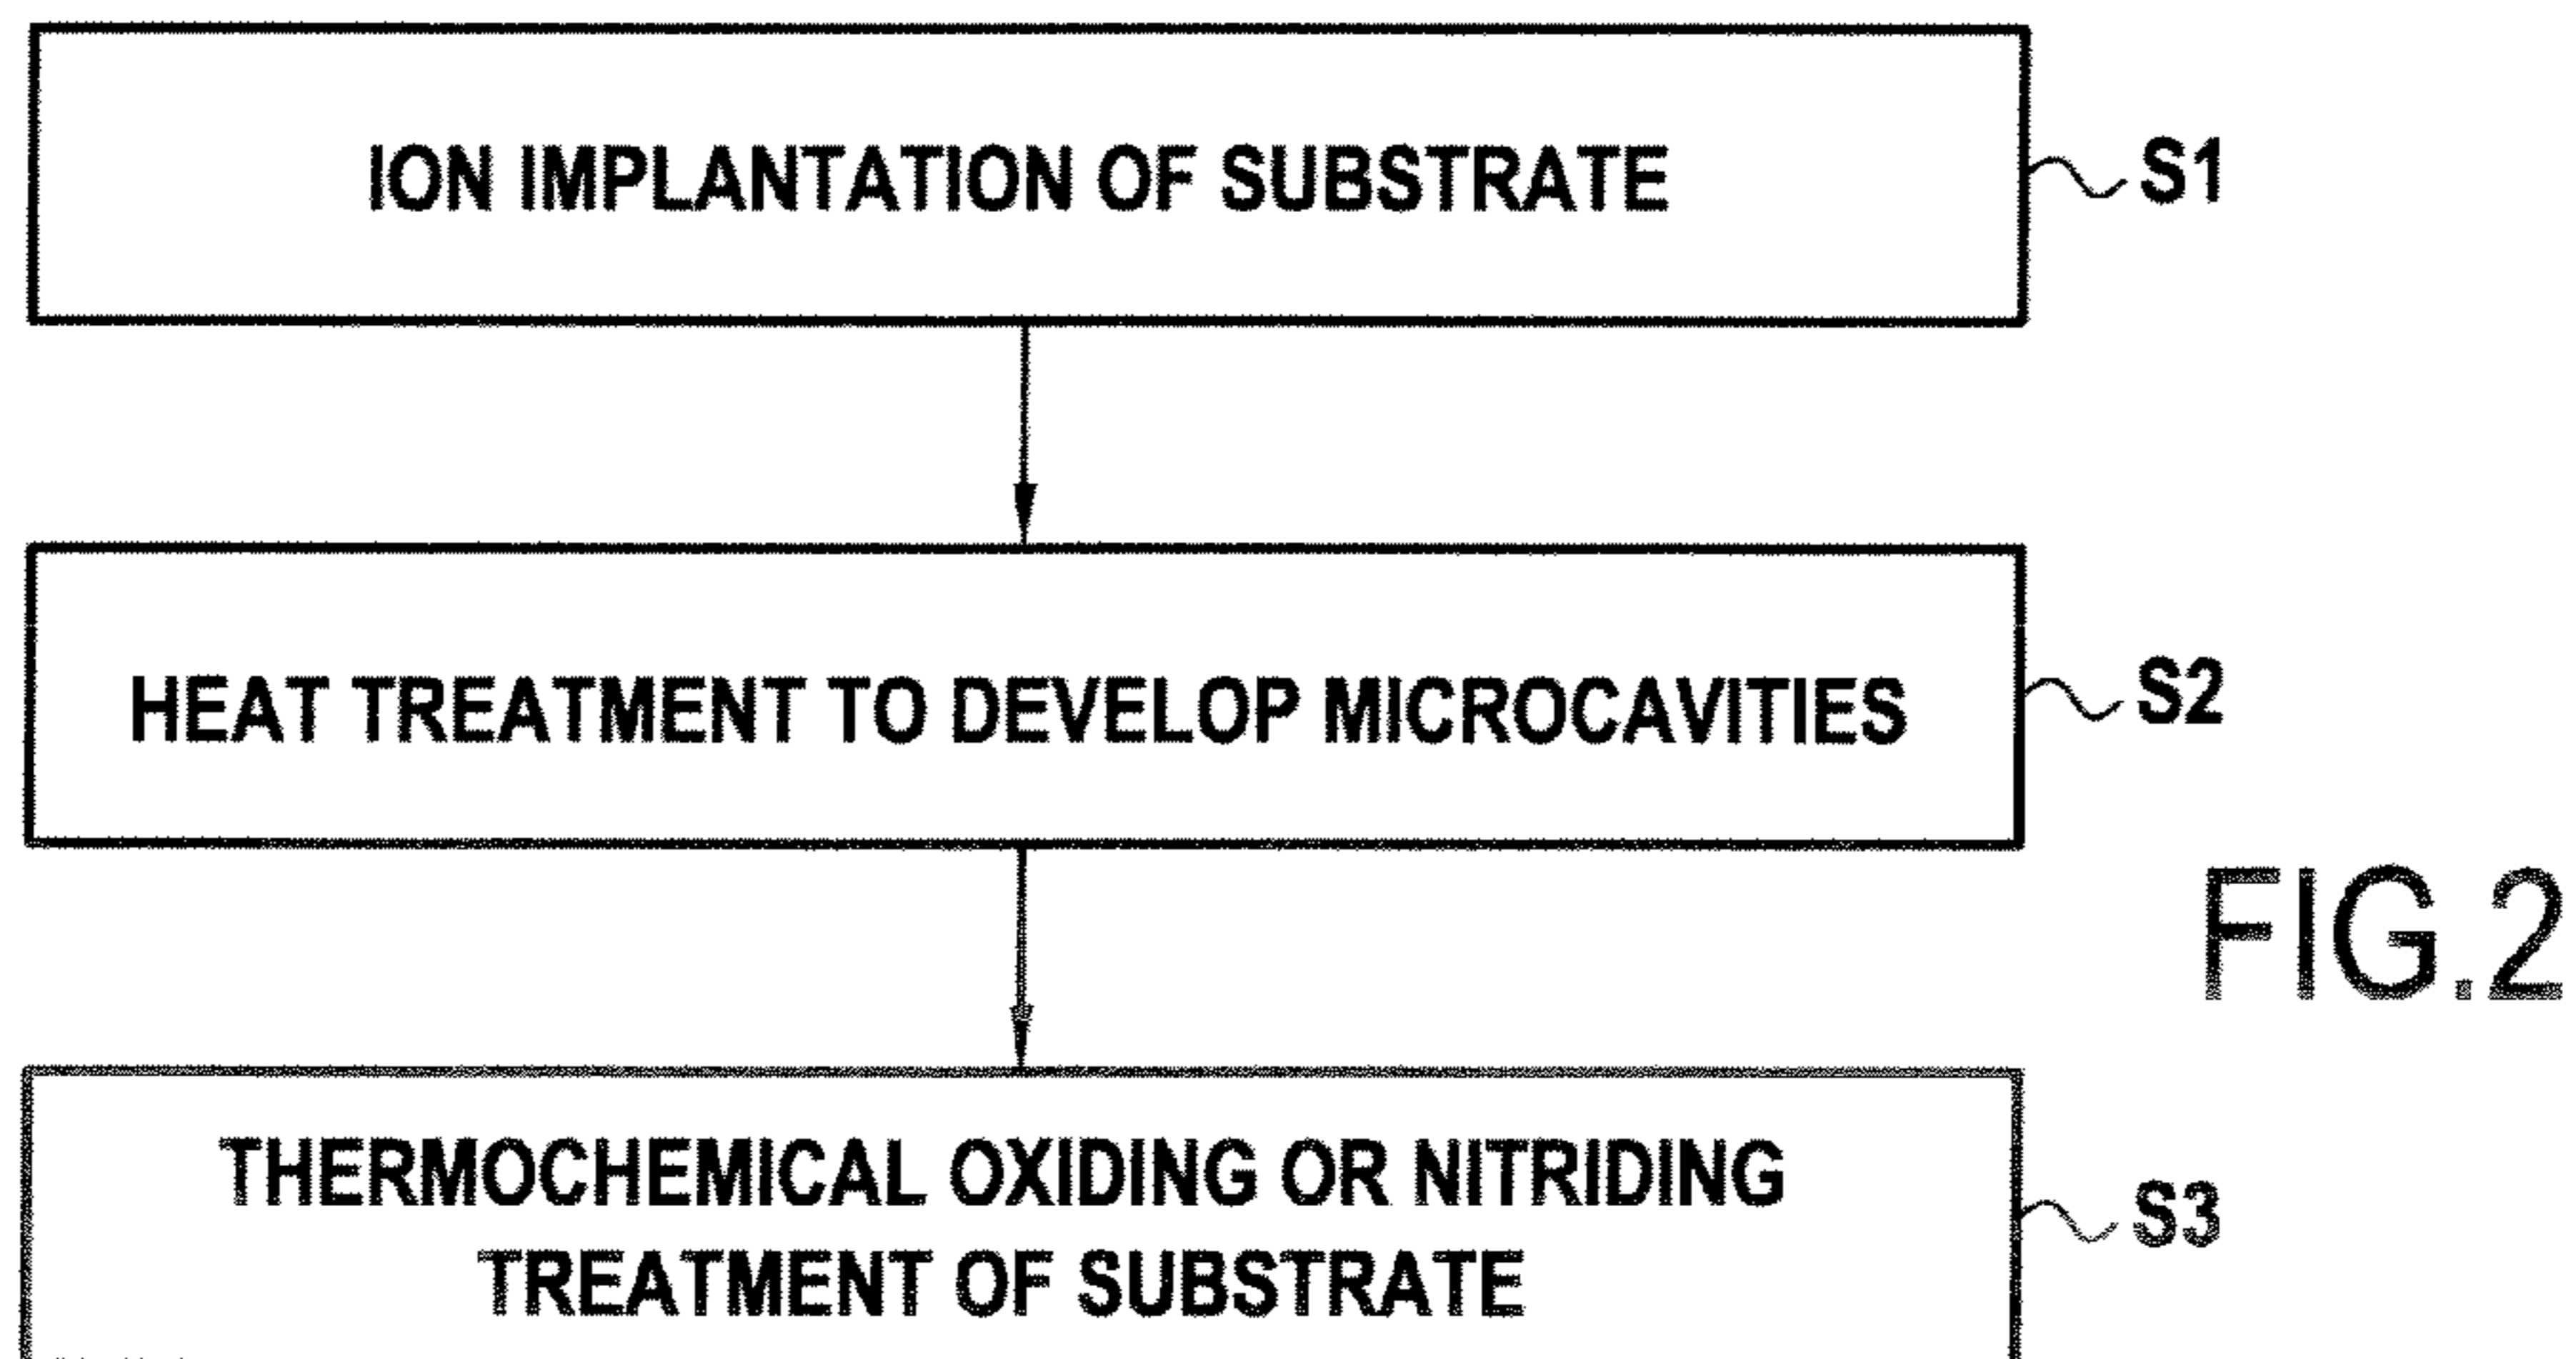 ION IMPLANTATION OF SUBSTRATE
S1
HEAT TREATMENT TO DEVELOP MICROCAVITIES
S2
FIG.2
THERMOCHEMICAL OXIDING OR NITRIDING
TREATMENT OF SUBSTRATE
S3